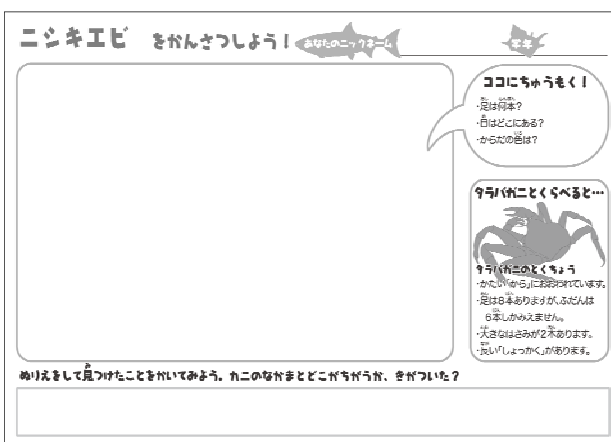 ニシキエビ をかんさつしよう!
あなたのニックネーム
学年
ココにちゅうもく!
・足は何本?
・目はどこにある?
・からだの色は?
タラバガニとくらべると…
タラバガニのとくちょう
・かたい「から」におおわれています。
・足は8本ありますが、ふだんは
6本しかみえません。
・大きなはさみが2本あります。
・長い「しょっかく」があります。
ぬりえをして見つけたことをかいてみよう。カニのなかまとどこがちがうか、きがついた?